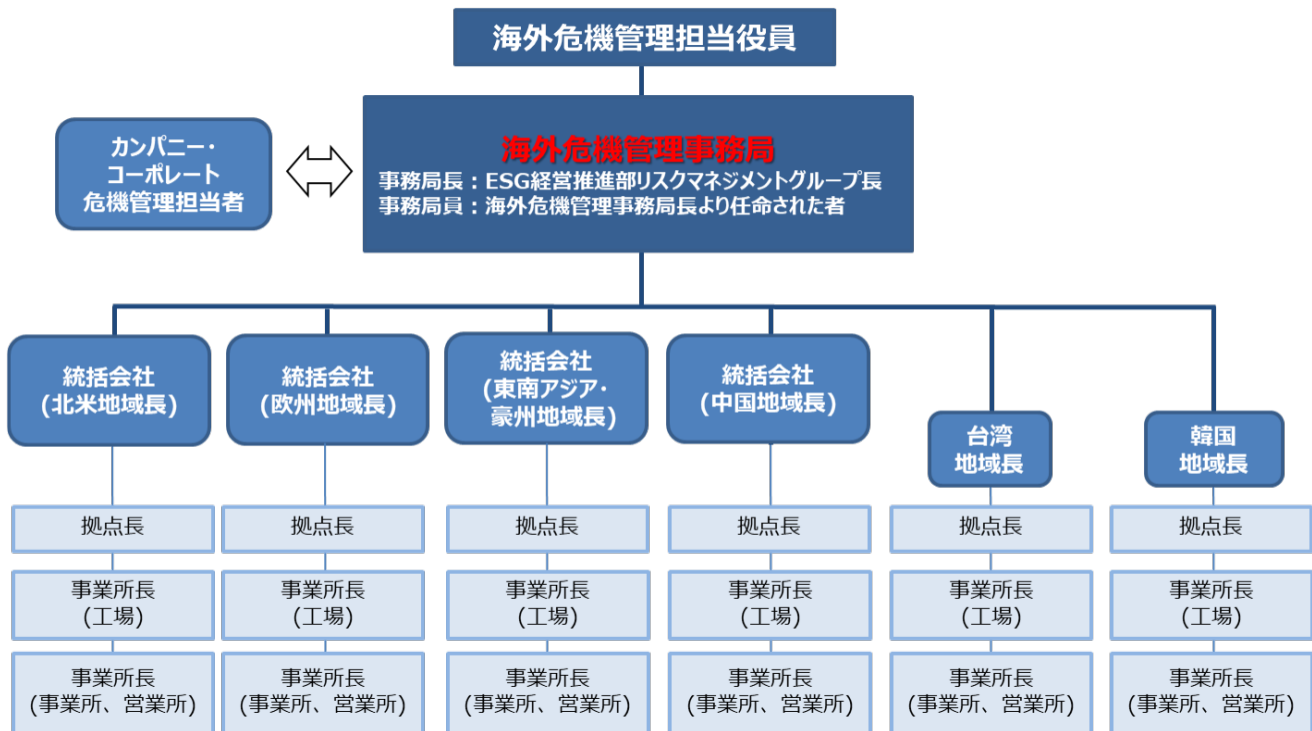 海外危機管理担当役員
カンパニー・
コーポレート
危機管理担当者
海外危機管理事務局
事務局長：ESG経営推進部リスクマネジメントグループ長
事務局員：海外危機管理事務局長より任命された者
統括会社
(北米地域長)
統括会社
(欧州地域長)
統括会社
(東南アジア・
豪州地域長)
統括会社
(中国地域長)
台湾
地域長
韓国
地域長
拠点長
拠点長
拠点長
拠点長
拠点長
拠点長
事業所長
(工場)
事業所長
(工場)
事業所長
(工場)
事業所長
(工場)
事業所長
(工場)
事業所長
(工場)
事業所長
(事業所、営業所)
事業所長
(事業所、営業所)
事業所長
(事業所、営業所)
事業所長
(事業所、営業所)
事業所長
(事業所、営業所)
事業所長
(事業所、営業所)